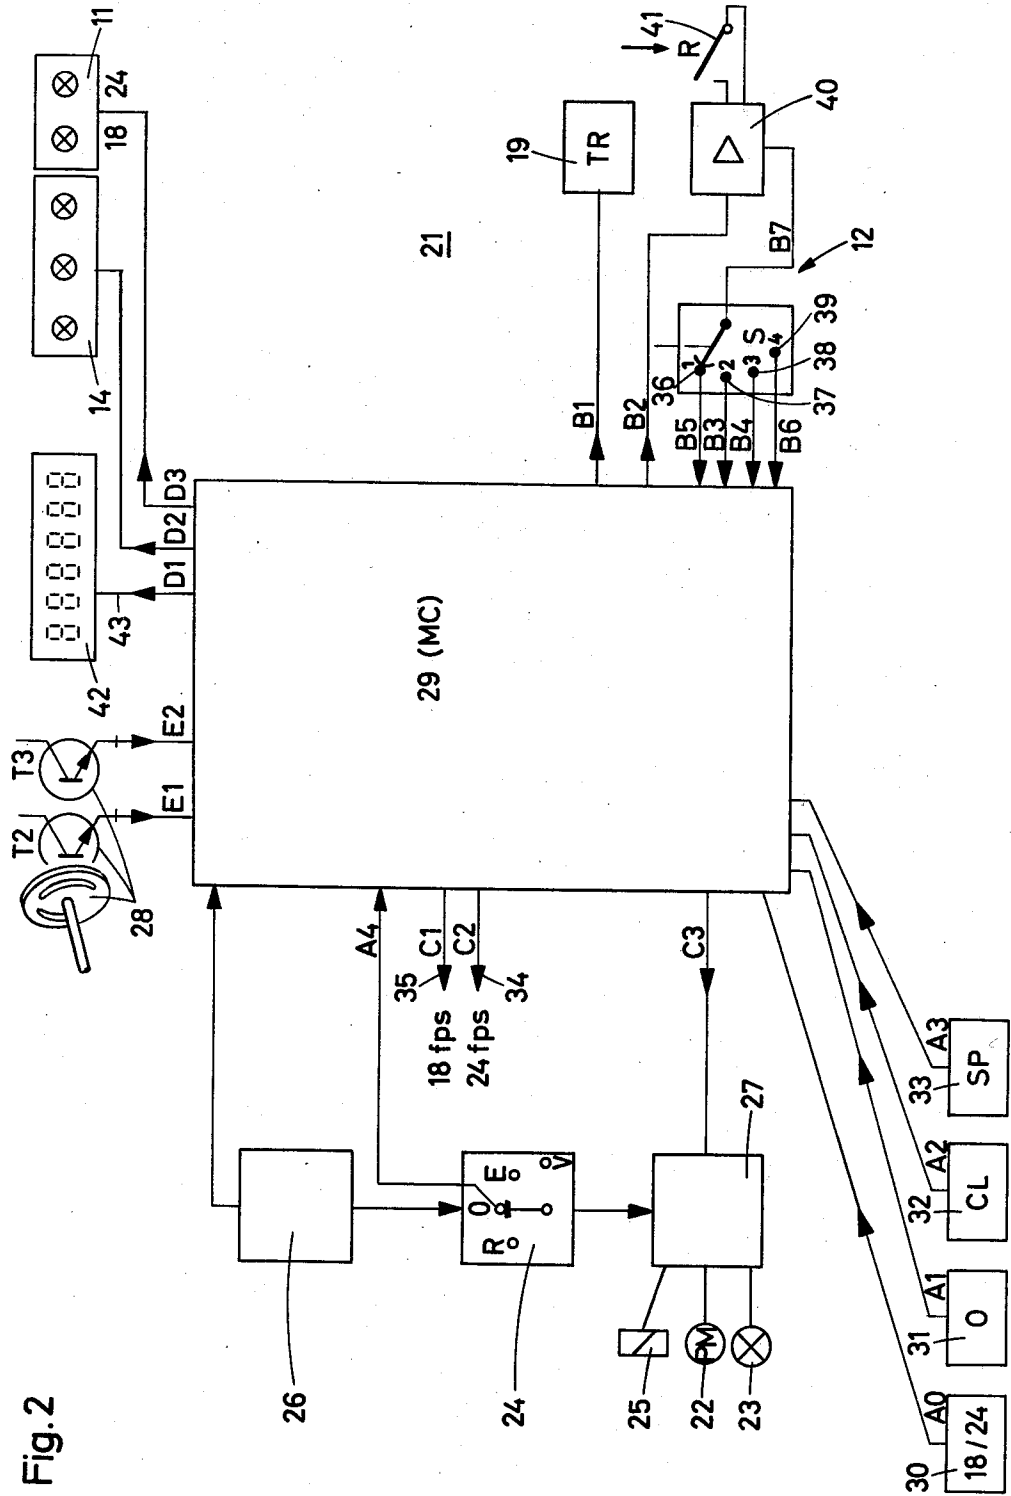 Fig.2
26
24
25
22
23
PM
R
O
E
V
27
30
18/24
A0
31
O
A1
32
CL
A2
33
SP
A3
A4
35
C1
18 fps
C2
34
24 fps
C3
28
T2
T3
E1
E2
29 (MC)
42
43
D1
D2
D3
14
18
24
11
21
B1
B2
B5
B3
B4
B6
36
1
2
3
4
S
37
38
39
12
B7
19
TR
40
R
41